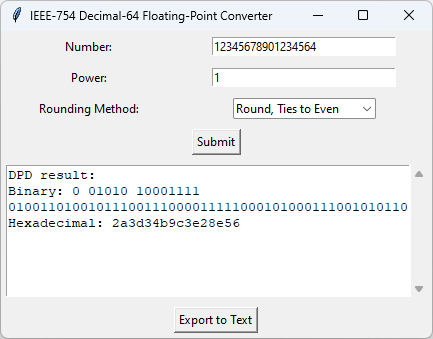 IEEE-754 Decimal-64 Floating-Point Converter
Number: 12345678901234564
Power: 1
Rounding Method: Round, Ties to Even
Submit
DPD result:
Binary: 0 01010 10001111
01001101001011100111000011111000101000111001010110
Hexadecimal: 2a3d34b9c3e28e56
Export to Text